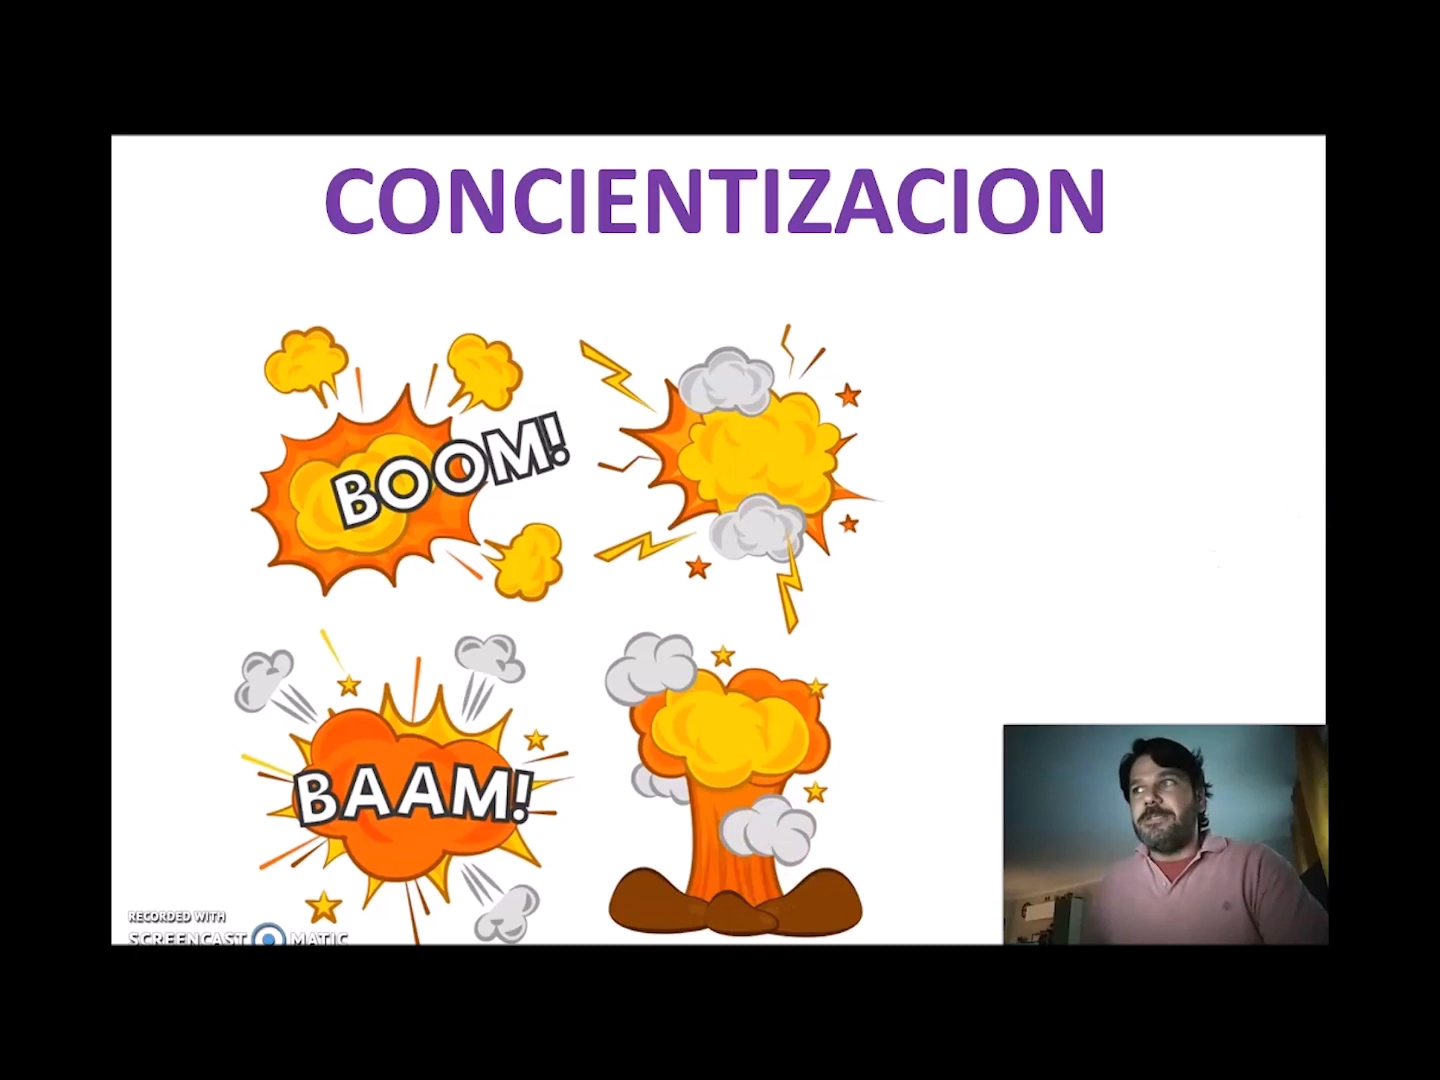 CONCIENTIZACION
BOOM!
BAAM!
RECORDED WITH
SCREENCAST MATIC